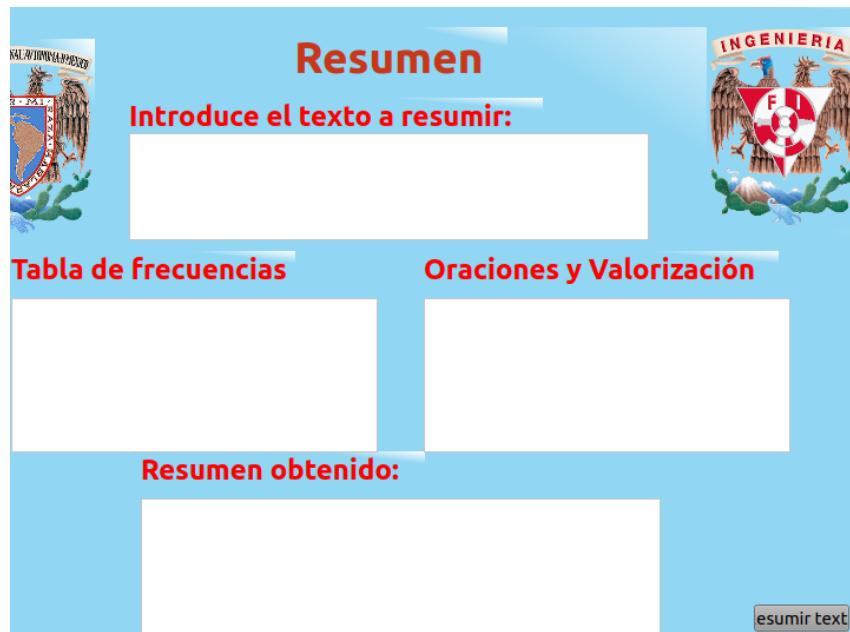 Resumen
INGENIERIA
Introduce el texto a resumir:
F I
Tabla de frecuencias
Oraciones y Valorización
Resumen obtenido:
esumir text